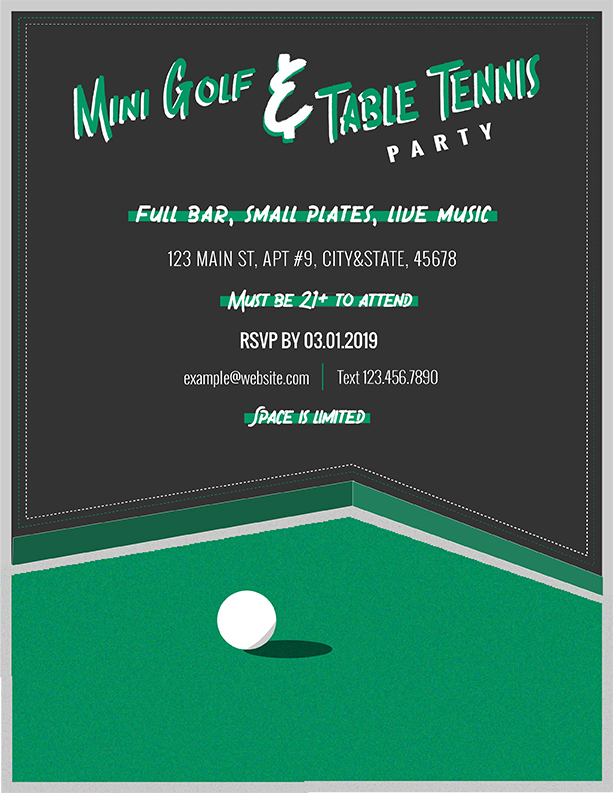 Mini Golf & Table Tennis
PARTY
Full bar, small plates, live music
123 MAIN ST, APT #9, CITY&STATE, 45678
Must be 21+ to attend
RSVP BY 03.01.2019
example@website.com | Text 123.456.7890
Space is limited